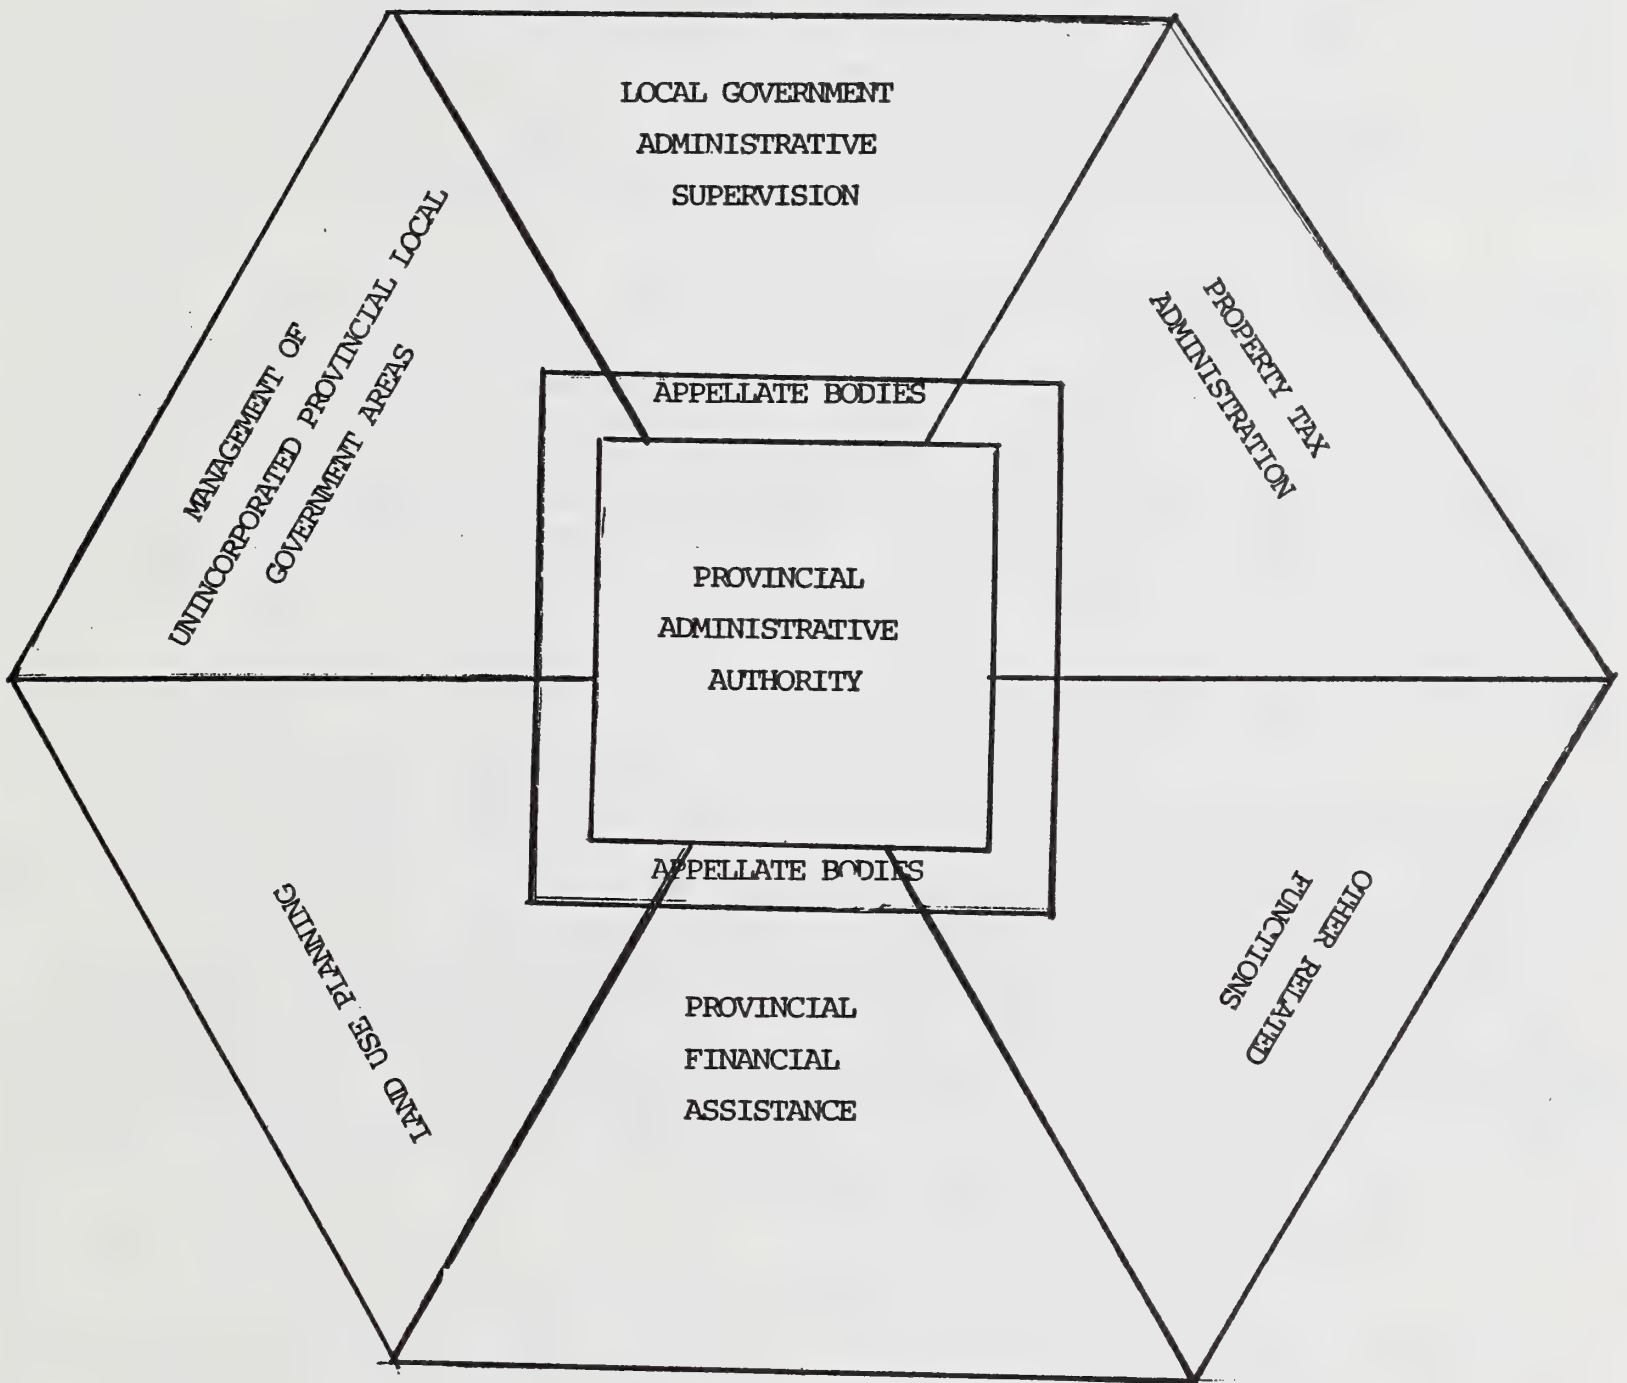 LOCAL GOVERNMENT
ADMINISTRATIVE
SUPERVISION
MANAGEMENT OF
UNINCORPORATED PROVINCIAL LOCAL
GOVERNMENT AREAS
PROPERTY TAX
ADMINISTRATION
APPELLATE BODIES
PROVINCIAL
ADMINISTRATIVE
AUTHORITY
APPELLATE BODIES
LAND USE PLANNING
PROVINCIAL
FINANCIAL
ASSISTANCE
OTHER RELATED
FUNCTIONS